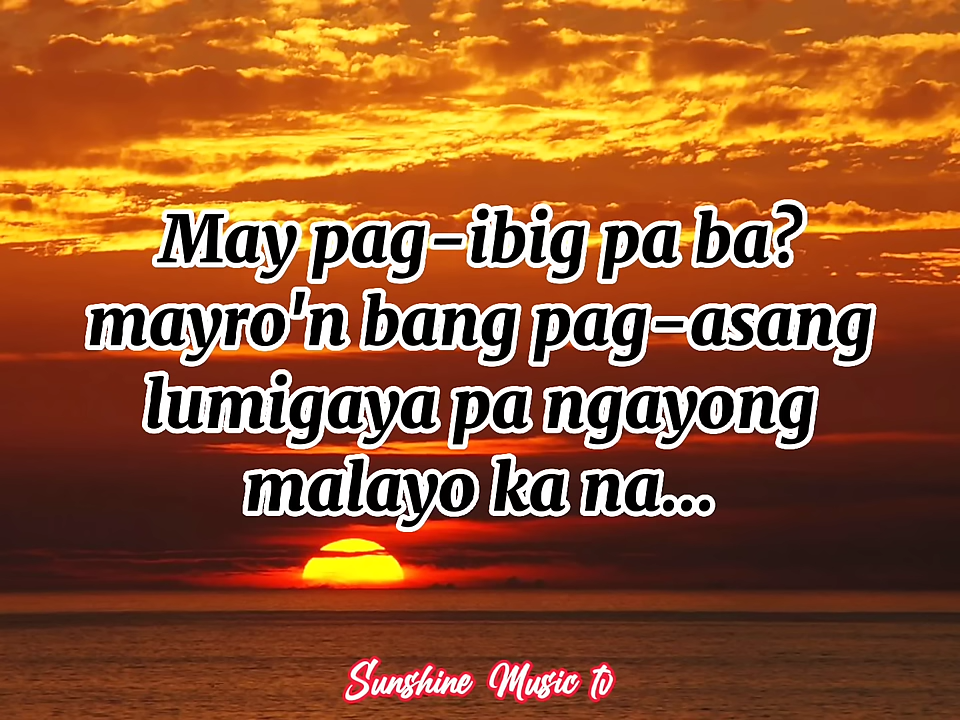 May pag-ibig pa ba?
mayro'n bang pag-asang
lumigaya pa ngayong
malayo ka na...
Sunshine Music tv